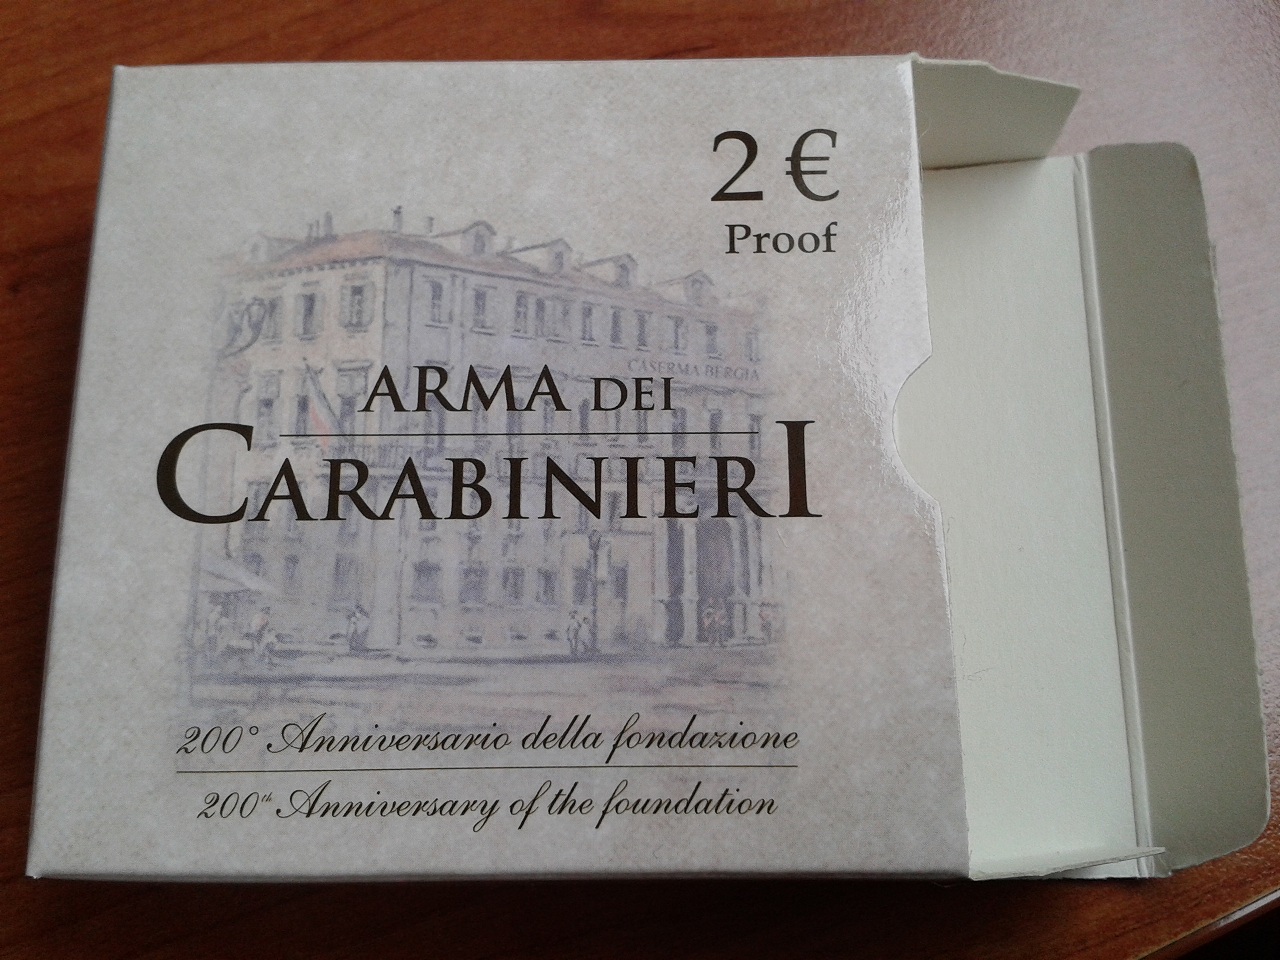 2 €
Proof
CASERMA BERGIA
ARMA DEI
CARABINIERI
200° Anniversario della fondazione
200th Anniversary of the foundation